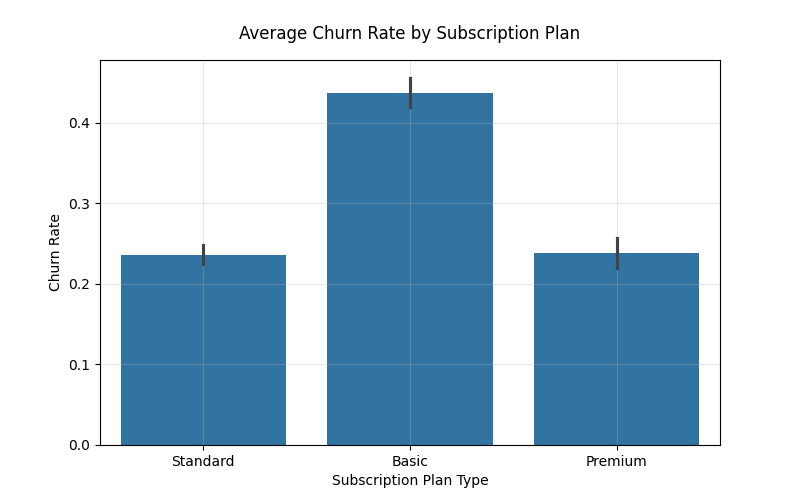 Average Churn Rate by Subscription Plan
Churn Rate
0.4
0.3
0.2
0.1
0.0
Standard Basic Premium
Subscription Plan Type